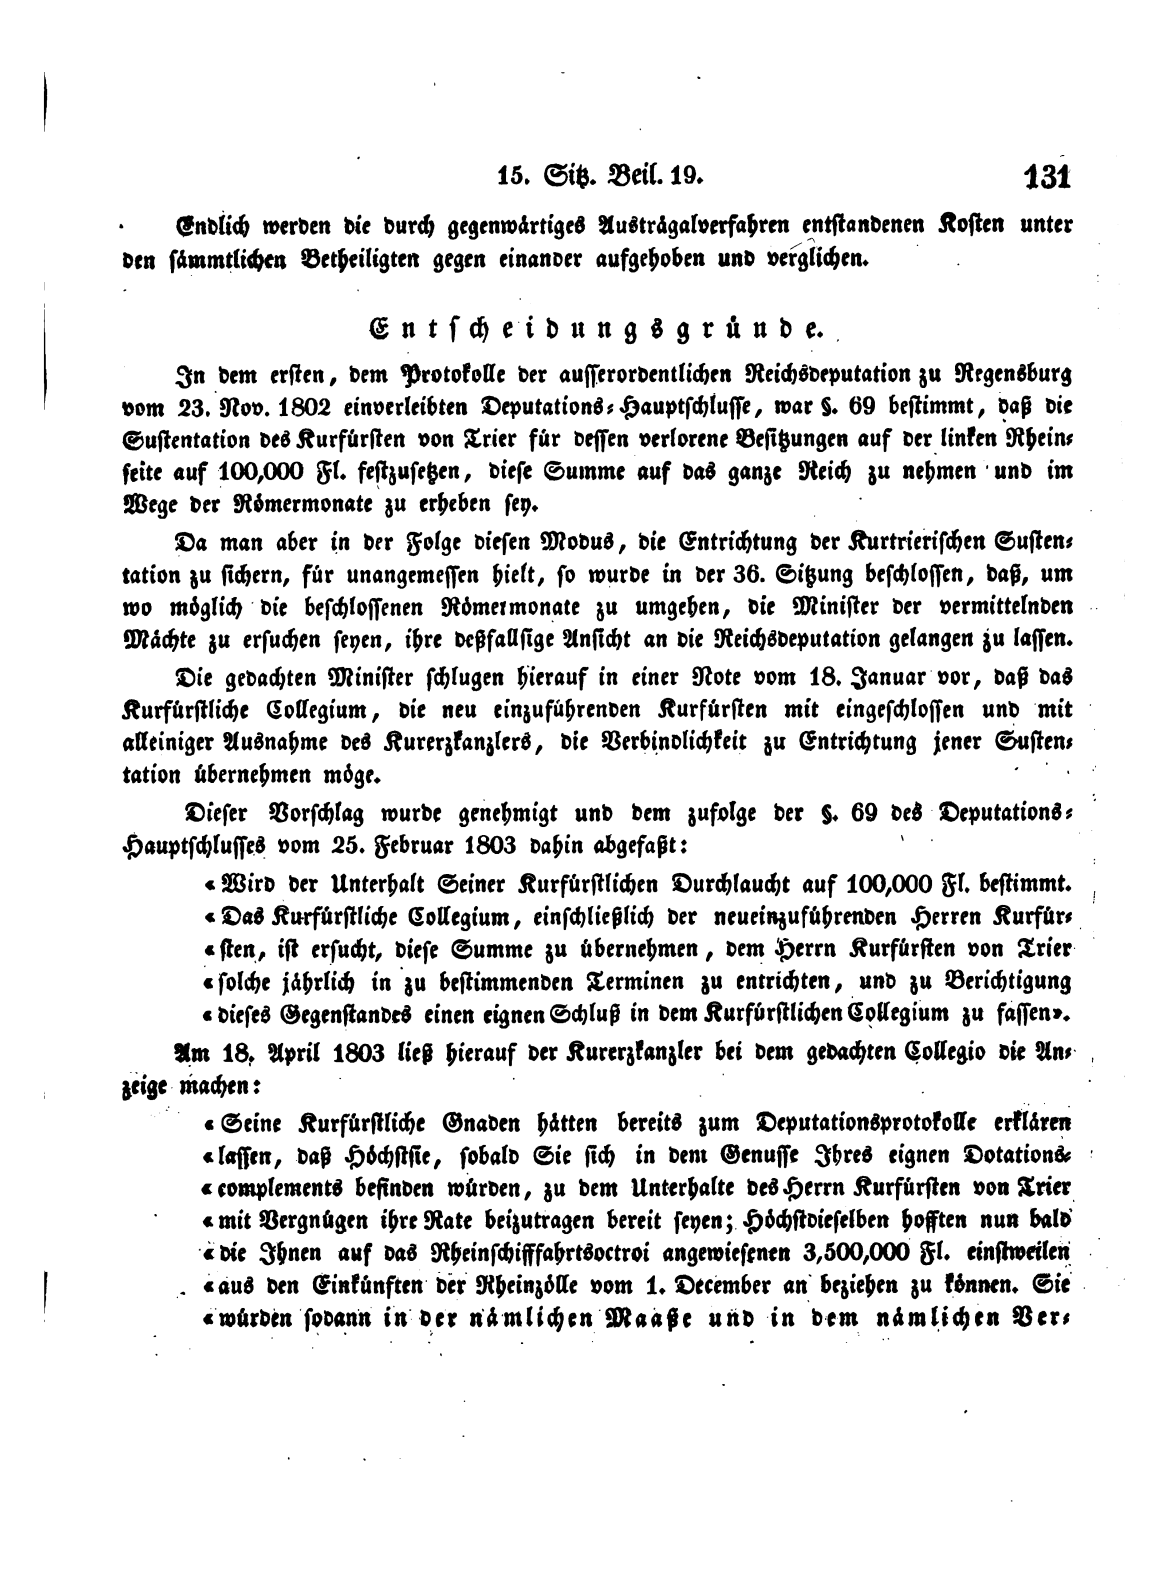 15. Sitz. Beil. 19.
131
Endlich werden die durch gegenwärtiges Austrägalverfahren entstandenen Kosten unter
den sämmtlichen Betheiligten gegen einander aufgehoben und verglichen.
Entscheidungsgründe.
In dem ersten, dem Protokolle der ausserordentlichen Reichsdeputation zu Regensburg
vom 23. Nov. 1802 einverleibten Deputations-Hauptschlusse, war §. 69 bestimmt, daß die
Sustentation des Kurfürsten von Trier für dessen verlorene Besitzungen auf der linken Rhein-
seite auf 100,000 Fl. festzusetzen, diese Summe auf das ganze Reich zu nehmen und im
Wege der Römermonate zu erheben sey.
Da man aber in der Folge diesen Modus, die Entrichtung der Kurtrierischen Susten-
tation zu sichern, für unangemessen hielt, so wurde in der 36. Sitzung beschlossen, daß, um
wo möglich die beschlossenen Römermonate zu umgehen, die Minister der vermittelnden
Mächte zu ersuchen seyen, ihre deßfallsige Ansicht an die Reichsdeputation gelangen zu lassen.
Die gedachten Minister schlugen hierauf in einer Note vom 18. Januar vor, daß das
Kurfürstliche Collegium, die neu einzuführenden Kurfürsten mit eingeschlossen und mit
alleiniger Ausnahme des Kurerzkanzlers, die Verbindlichkeit zu Entrichtung jener Susten-
tation übernehmen möge.
Dieser Vorschlag wurde genehmigt und dem zufolge der §. 69 des Deputations-
Hauptschlusses vom 25. Februar 1803 dahin abgefaßt:
«Wird der Unterhalt Seiner Kurfürstlichen Durchlaucht auf 100,000 Fl. bestimmt.
«Das Kurfürstliche Collegium, einschließlich der neueinzuführenden Herren Kurfür-
«sten, ist ersucht, diese Summe zu übernehmen, dem Herrn Kurfürsten von Trier
«solche jährlich in zu bestimmenden Terminen zu entrichten, und zu Berichtigung
«dieses Gegenstandes einen eignen Schluß in dem Kurfürstlichen Collegium zu fassen».
Am 18. April 1803 ließ hierauf der Kurerzkanzler bei dem gedachten Collegio die An-
zeige machen:
«Seine Kurfürstliche Gnaden hätten bereits zum Deputationsprotokolle erklären
«lassen, daß Höchstsie, sobald Sie sich in dem Genusse Ihres eignen Dotations-
«complements befinden würden, zu dem Unterhalte des Herrn Kurfürsten von Trier
«mit Vergnügen ihre Rate beizutragen bereit seyen; Höchstdieselben hofften nun bald
«die Ihnen auf das Rheinschifffahrtsoctroi angewiesenen 3,500,000 Fl. einstweilen
«aus den Einkünften der Rheinzölle vom 1. December an beziehen zu können. Sie
«würden sodann in der nämlichen Maaße und in dem nämlichen Ver-